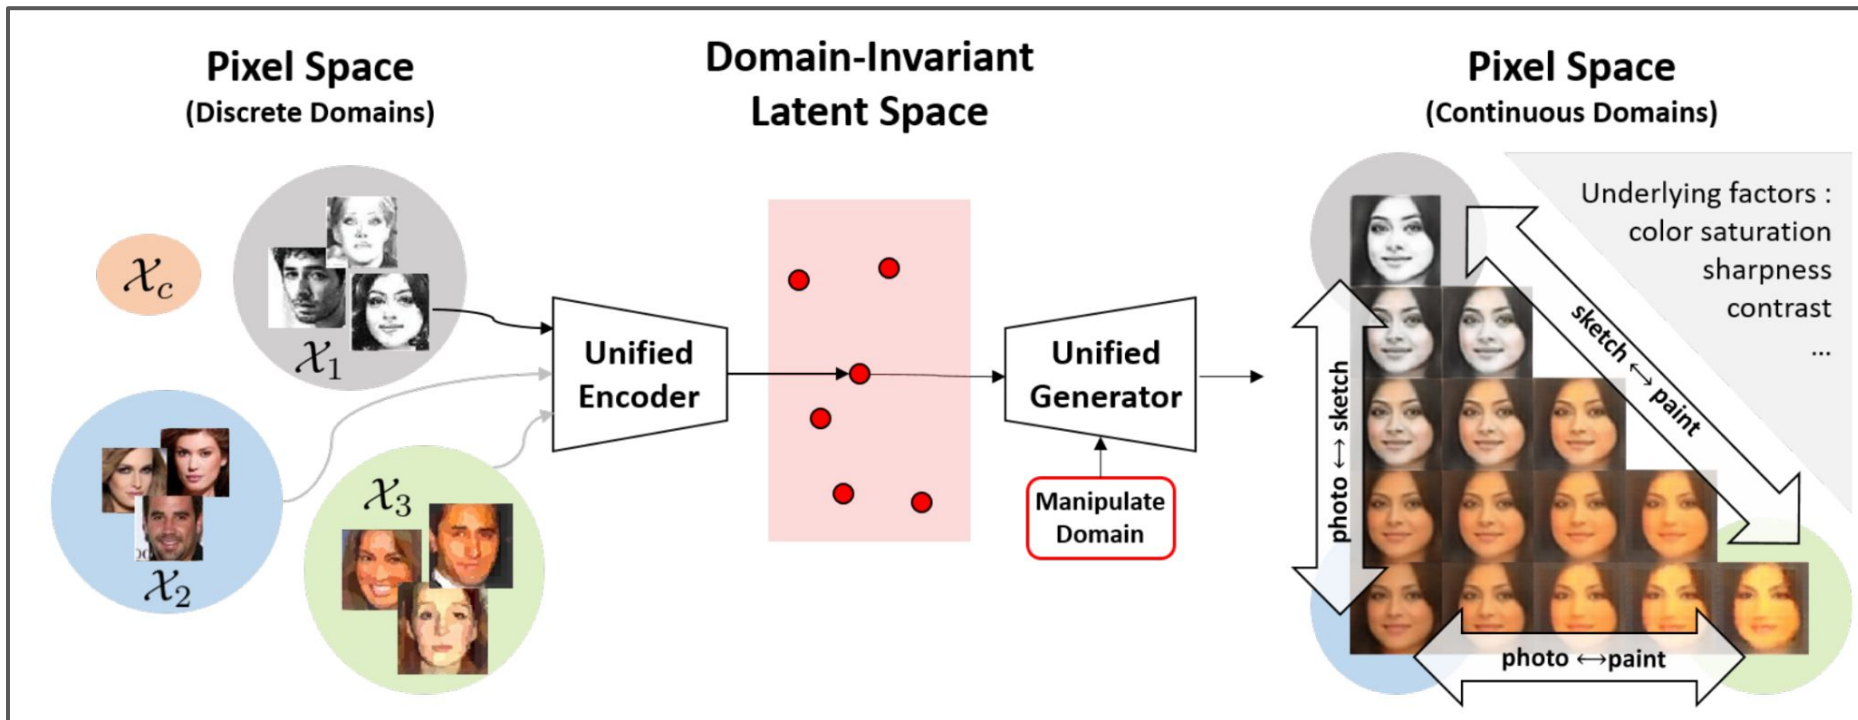 Pixel Space
(Discrete Domains)
Domain-Invariant
Latent Space
Pixel Space
(Continuous Domains)
𝒳c
𝒳1
𝒳2
𝒳3
Unified
Encoder
Unified
Generator
Manipulate
Domain
Underlying factors :
color saturation
sharpness
contrast
...
sketch ↔ paint
photo ↔ sketch
photo ↔paint